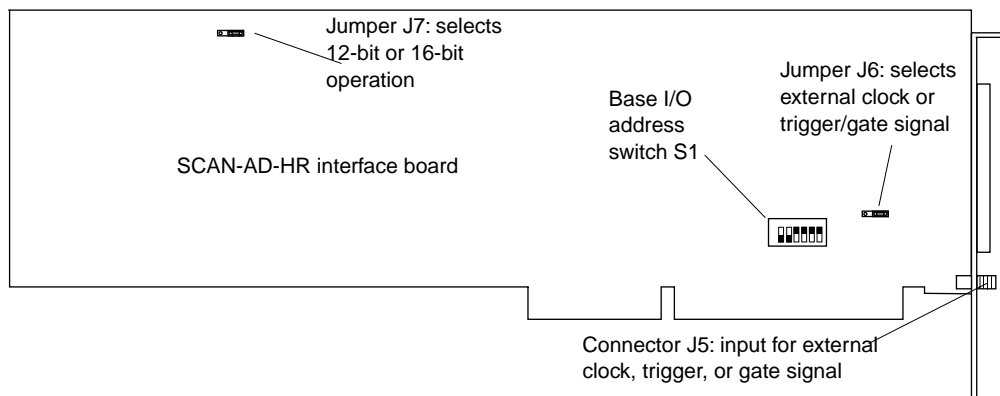 Jumper J7: selects
12-bit or 16-bit
operation
Jumper J6: selects
external clock or
trigger/gate signal
Base I/O
address
switch S1
SCAN-AD-HR interface board
Connector J5: input for external
clock, trigger, or gate signal